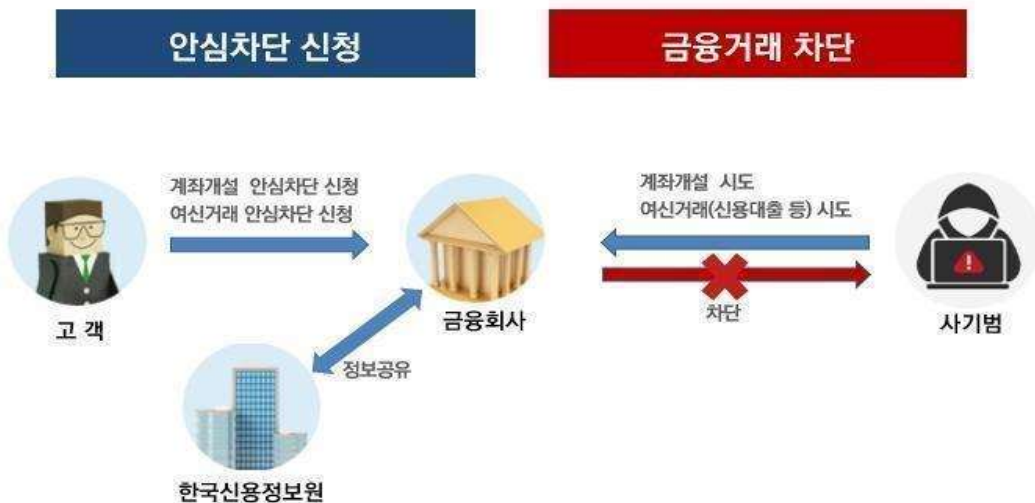 안심차단 신청
금융거래 차단
계좌개설 안심차단 신청
여신거래 안심차단 신청
계좌개설 시도
여신거래(신용대출 등) 시도
고 객
금융회사
차단
사기범
정보공유
한국신용정보원